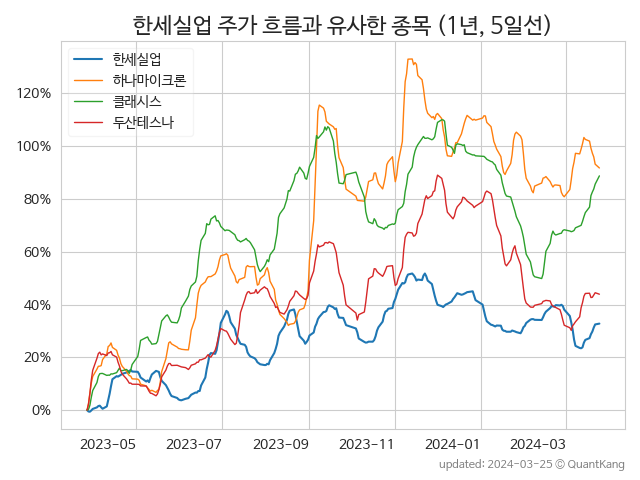 한세실업 주가 흐름과 유사한 종목 (1년, 5일선)
한세실업
하나마이크론
클래시스
두산테스나
120%
100%
80%
60%
40%
20%
0%
2023-05 2023-07 2023-09 2023-11 2024-01 2024-03
updated: 2024-03-25 © QuantKang